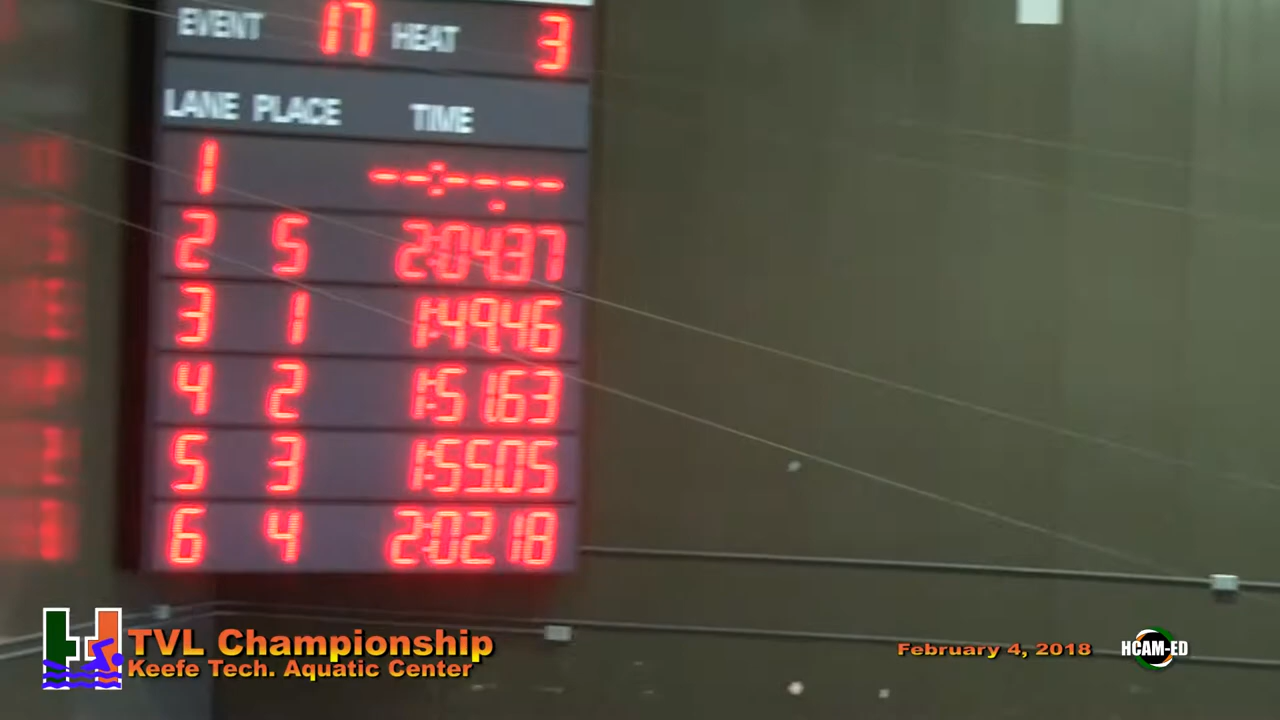 EVENT 17 HEAT 3
LANE PLACE TIME
1 --:--.--
2 5 2:04.37
3 1 1:49.46
4 2 1:51.63
5 3 1:55.05
6 4 2:02.18
TVL Championship
Keefe Tech. Aquatic Center
February 4, 2018
HCAM-ED